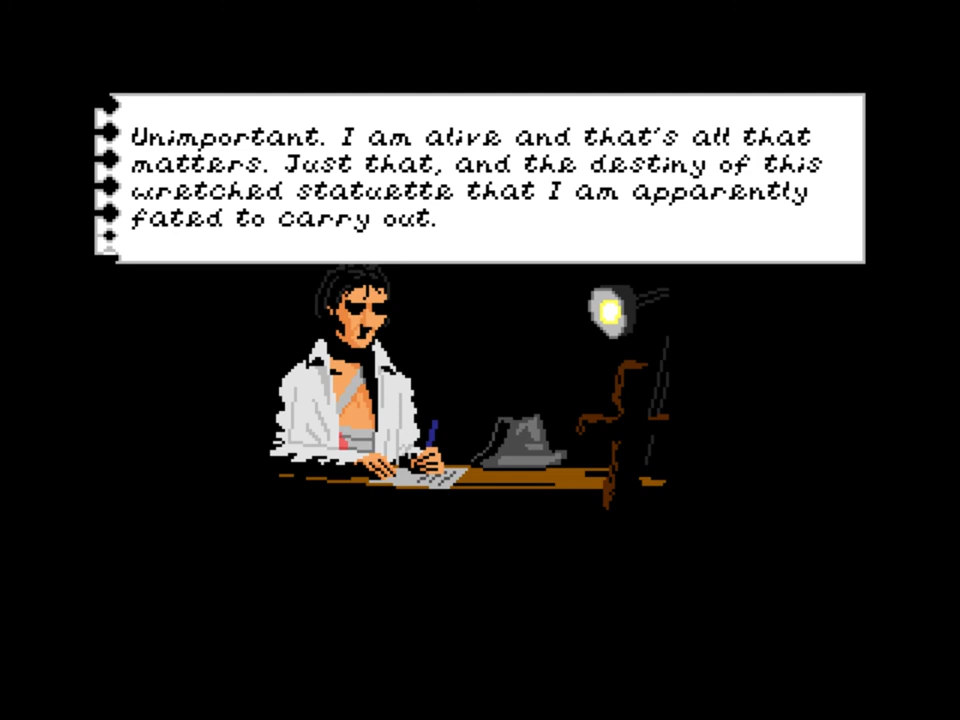 Unimportant. I am alive and that's all that
matters. Just that, and the destiny of this
wretched statuette that I am apparently
fated to carry out.